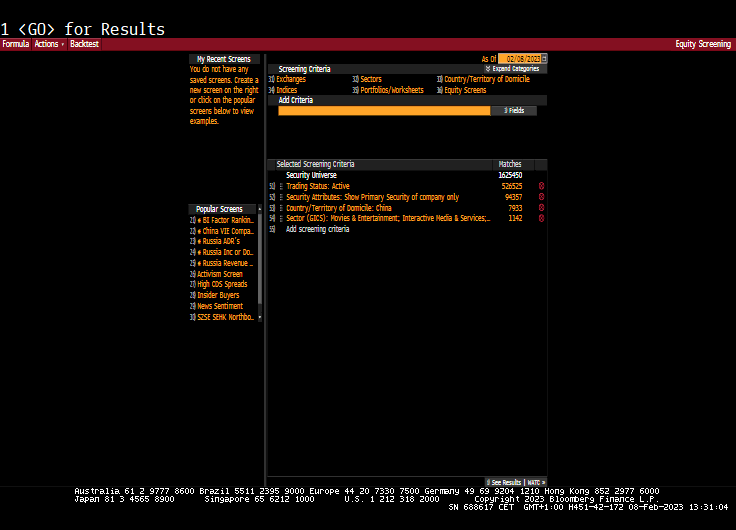 1 <GO> for Results
Formula Actions Backtest Equity Screening
My Recent Screens
You do not have any
saved screens. Create a
new screen on the right
or click on the popular
screens below to view
examples.
As Of 02/08/2023
Screening Criteria Expand Categories
31) Exchanges 32) Sectors 33) Country/Territory of Domicile
34) Indices 35) Portfolios/Worksheets 36) Equity Screens
Add Criteria
Fields
Selected Screening Criteria Matches
Security Universe 1625450
51) Trading Status: Active 526525
52) Security Attributes: Show Primary Security of company only 94357
53) Country/Territory of Domicile: China 7933
54) Sector (GICS): Movies & Entertainment; Interactive Media & Services;... 1142
55) Add screening criteria
Popular Screens
21) BI Factor Rankin...
22) China VIE Compa...
23) Russia ADR's
24) Russia Inc or Do...
25) Russia Revenue ...
26) Activism Screen
27) High CDS Spreads
28) Insider Buyers
29) News Sentiment
30) SZSE SEHK Northbo...
See Results | WATC »
Australia 61 2 9777 8600 Brazil 5511 2395 9000 Europe 44 20 7330 7500 Germany 49 69 9204 1210 Hong Kong 852 2977 6000
Japan 81 3 4565 8900 Singapore 65 6212 1000 U.S. 1 212 318 2000 Copyright 2023 Bloomberg Finance L.P.
SN 688617 CET GMT+1:00 H451-42-172 08-Feb-2023 13:31:04